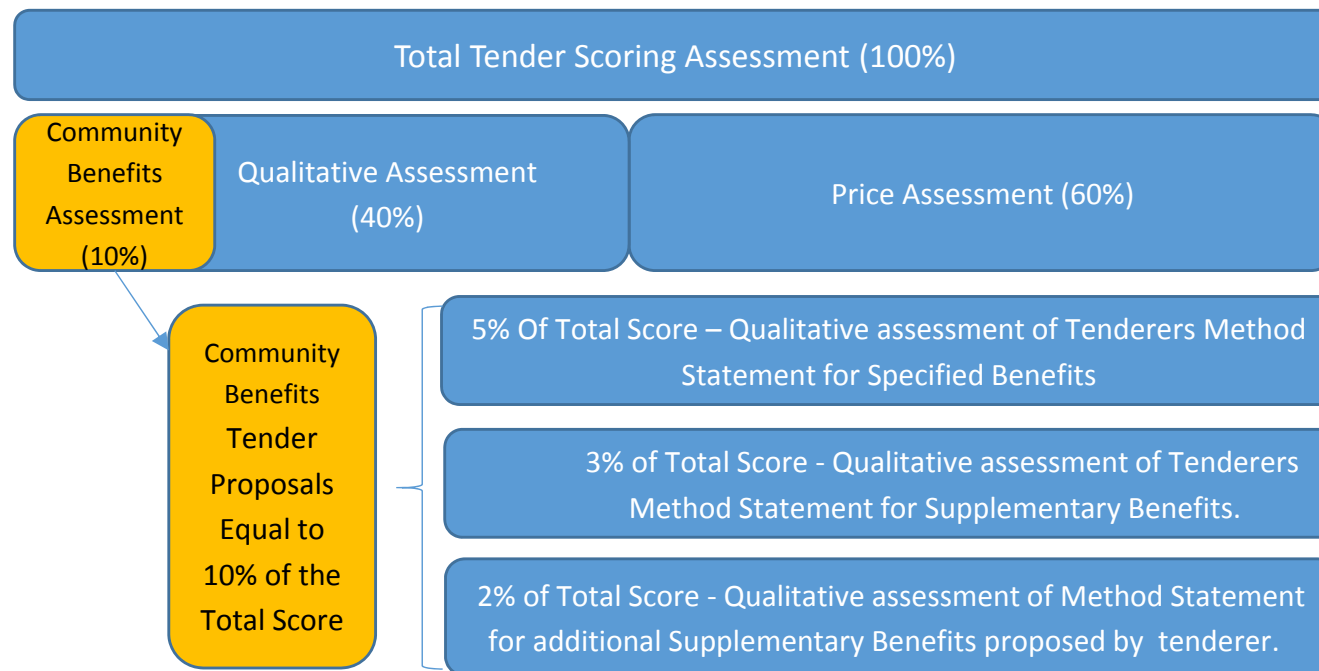 Total Tender Scoring Assessment (100%)
Community
Benefits
Assessment
(10%)
Qualitative Assessment
(40%)
Price Assessment (60%)
Community
Benefits
Tender
Proposals
Equal to
10% of the
Total Score
5% Of Total Score – Qualitative assessment of Tenderers Method
Statement for Specified Benefits
3% of Total Score - Qualitative assessment of Tenderers
Method Statement for Supplementary Benefits.
2% of Total Score - Qualitative assessment of Method Statement
for additional Supplementary Benefits proposed by tenderer.